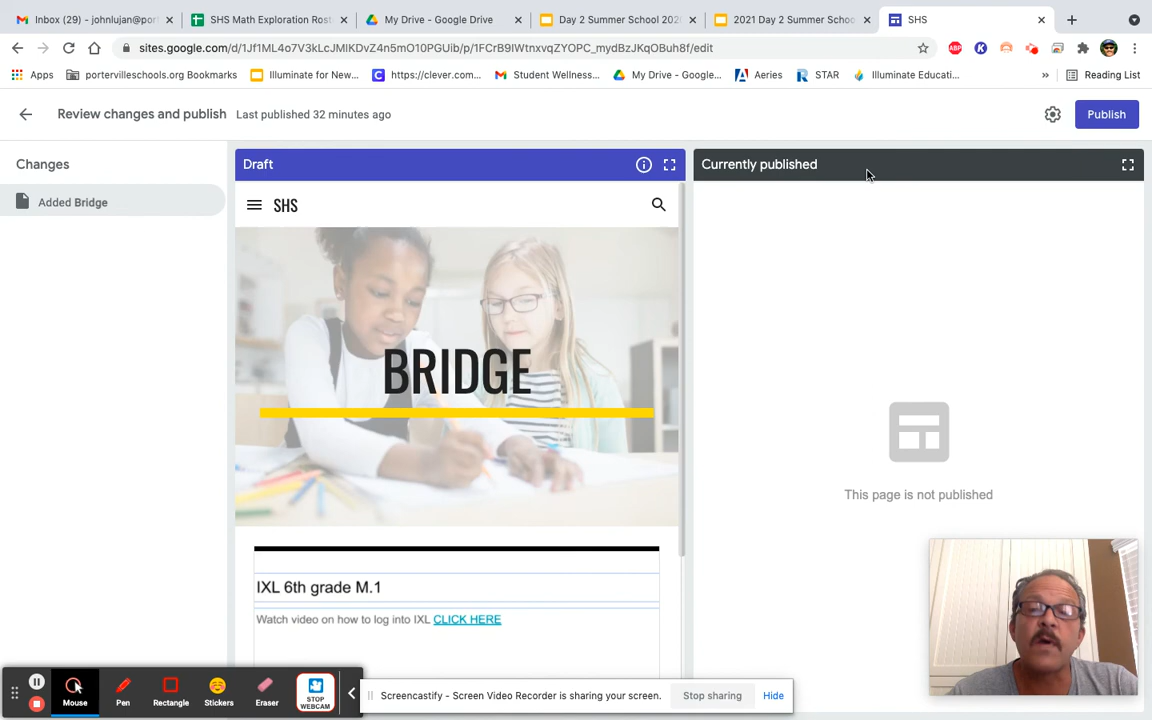 Inbox (29) - johnlujan@por
SHS Math Exploration Rost
My Drive - Google Drive
Day 2 Summer School 202
2021 Day 2 Summer Schoo
SHS
sites.google.com/d/1Jf1ML4o7V3kLcJMlKDvZ4n5mO10PGUib/p/1FCrB9IWtnxvqZYOPC_mydBzJKqOBuh8f/edit
ABP
K
Apps
portervilleschools.org Bookmarks
Illuminate for New...
https://clever.com...
Student Wellness...
My Drive - Google...
Aeries
STAR
Illuminate Educati...
Reading List
Review changes and publish
Last published 32 minutes ago
Publish
Changes
Added Bridge
Draft
SHS
BRIDGE
IXL 6th grade M.1
Watch video on how to log into IXL CLICK HERE
Currently published
This page is not published
Mouse
Pen
Rectangle
Stickers
Eraser
STOP
WEBCAM
Screencastify - Screen Video Recorder is sharing your screen.
Stop sharing
Hide